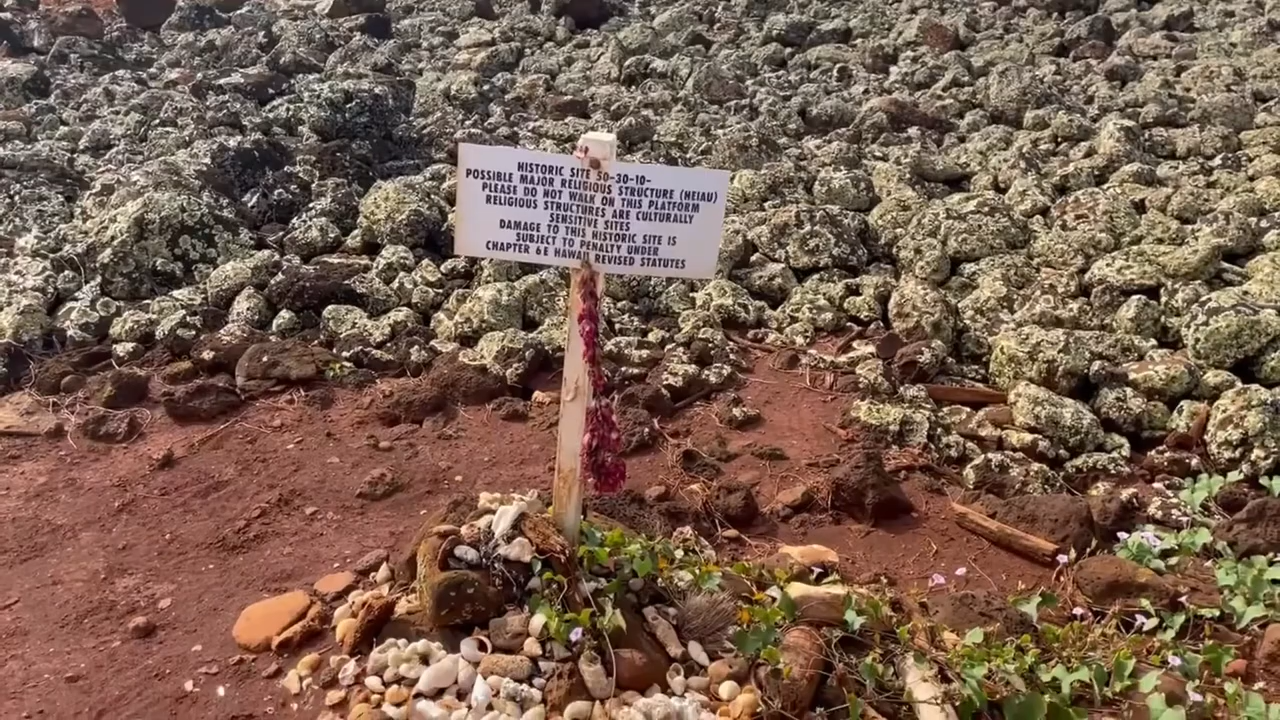 HISTORIC SITE 50-30-10-
POSSIBLE MAJOR RELIGIOUS STRUCTURE (HEIAU)
PLEASE DO NOT WALK ON THIS PLATFORM
RELIGIOUS STRUCTURES ARE CULTURALLY
SENSITIVE SITES
DAMAGE TO THIS HISTORIC SITE IS
SUBJECT TO PENALTY UNDER
CHAPTER 6E HAWAII REVISED STATUTES